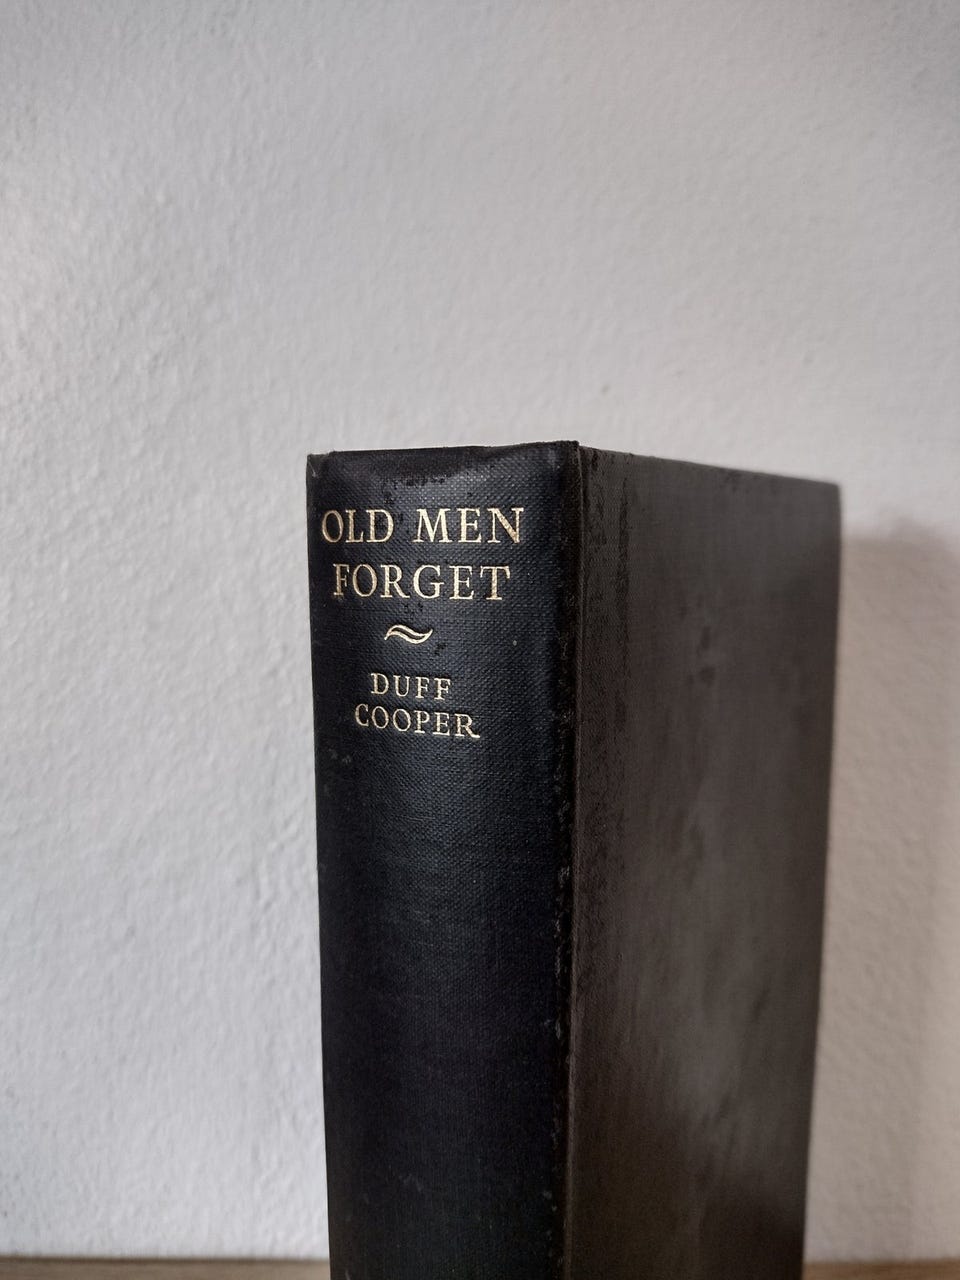 OLD MEN
FORGET
DUFF
COOPER